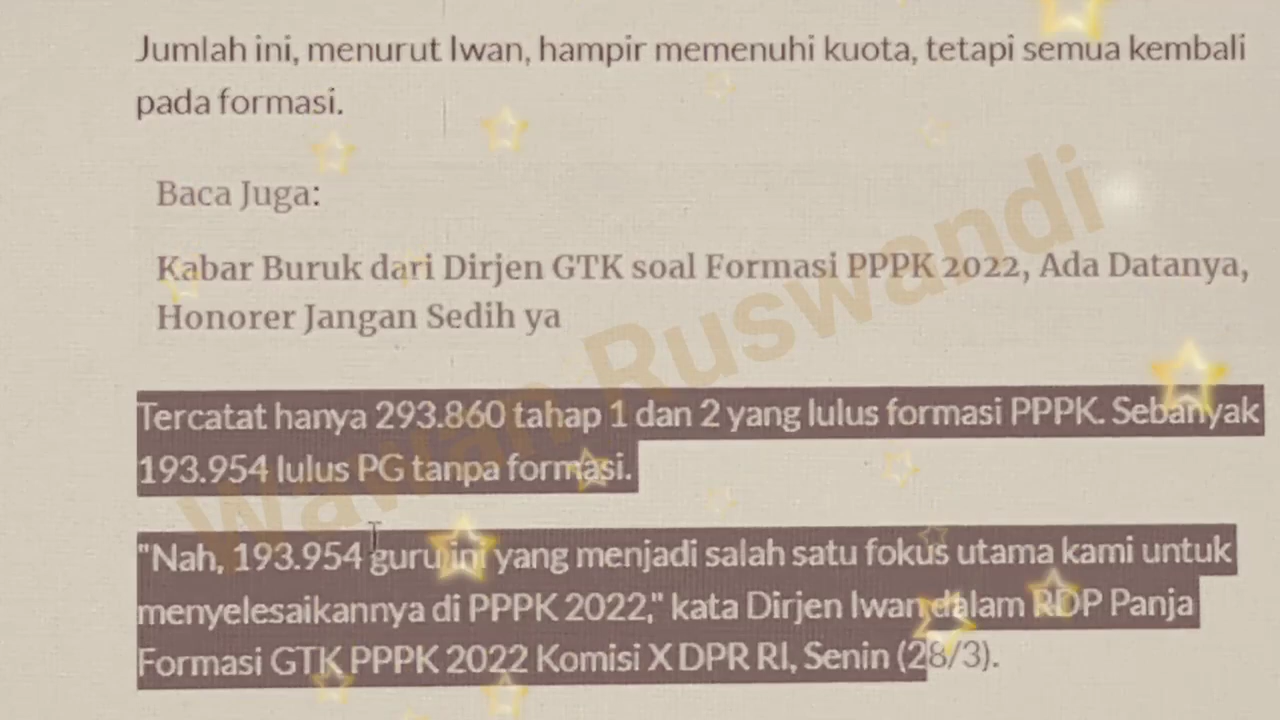 Jumlah ini, menurut Iwan, hampir memenuhi kuota, tetapi semua kembali
pada formasi.
Baca Juga:
Kabar Buruk dari Dirjen GTK soal Formasi PPPK 2022, Ada Datanya,
Honorer Jangan Sedih ya
Wawan Ruswandi
Tercatat hanya 293.860 tahap 1 dan 2 yang lulus formasi PPPK. Sebanyak
193.954 lulus PG tanpa formasi.
"Nah, 193.954 guru ini yang menjadi salah satu fokus utama kami untuk
menyelesaikannya di PPPK 2022," kata Dirjen Iwan dalam RDP Panja
Formasi GTK PPPK 2022 Komisi X DPR RI, Senin (28/3).